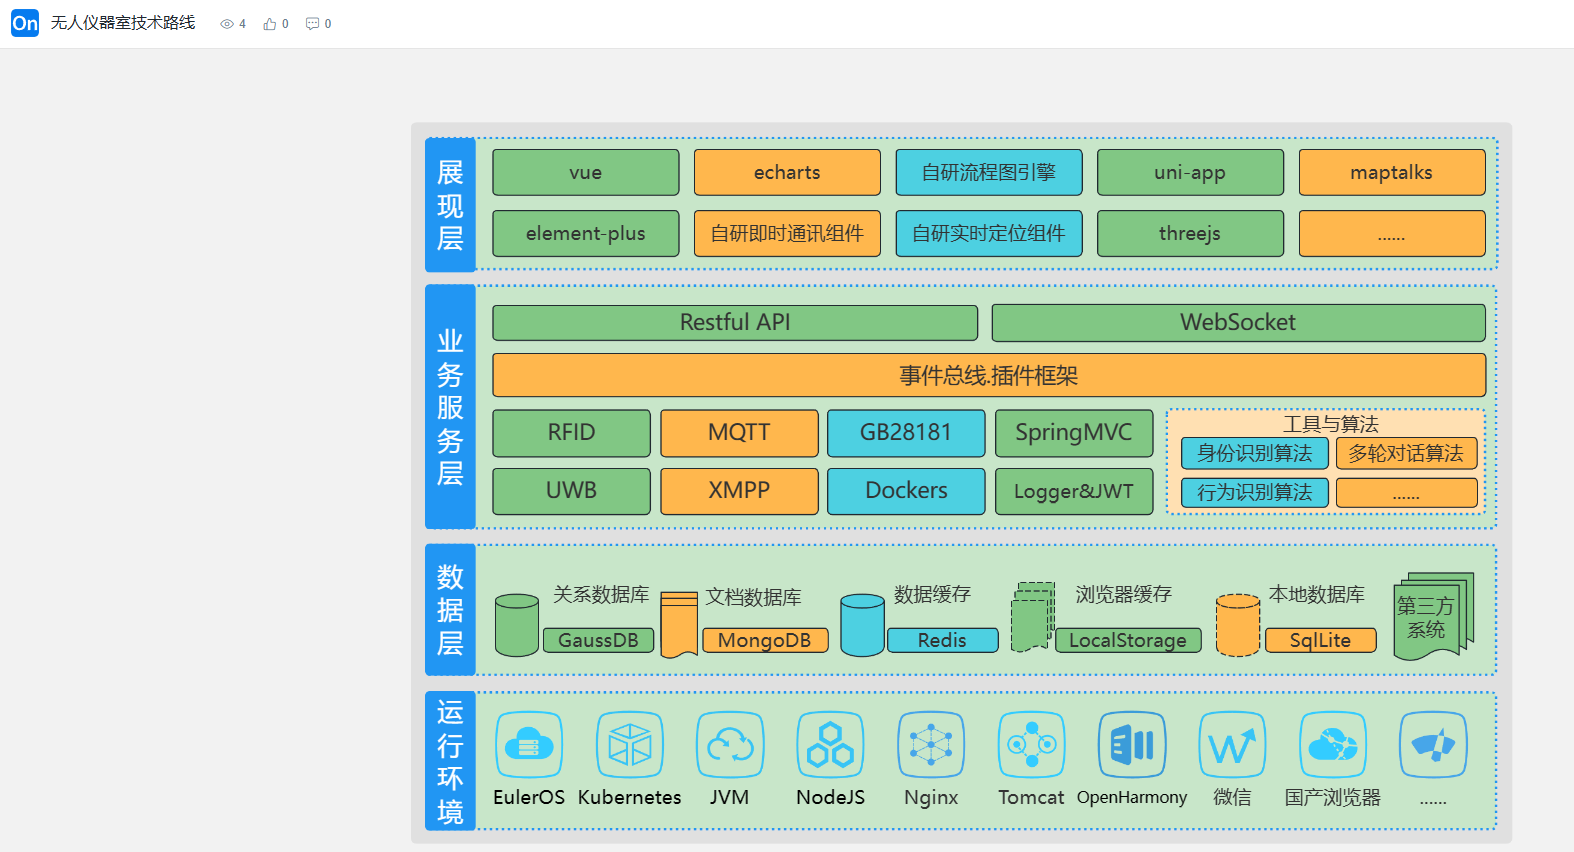 On 无人仪器室技术路线 4 0 0
展现层
vue echarts 自研流程图引擎 uni-app maptalks
element-plus 自研即时通讯组件 自研实时定位组件 threejs ......
业务服务层
Restful API WebSocket
事件总线.插件框架
RFID MQTT GB28181 SpringMVC
UWB XMPP Dockers Logger&JWT
工具与算法
身份识别算法 多轮对话算法
行为识别算法 ......
数据层
关系数据库 GaussDB
文档数据库 MongoDB
数据缓存 Redis
浏览器缓存 LocalStorage
本地数据库 SqlLite
第三方
系统
运行环境
EulerOS Kubernetes JVM NodeJS Nginx Tomcat OpenHarmony 微信 国产浏览器 ......